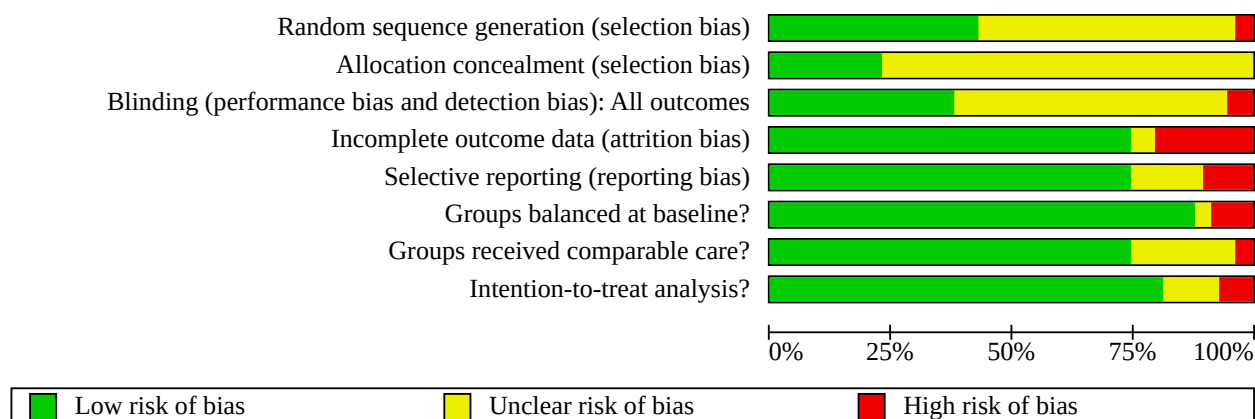 Random sequence generation (selection bias)
Allocation concealment (selection bias)
Blinding (performance bias and detection bias): All outcomes
Incomplete outcome data (attrition bias)
Selective reporting (reporting bias)
Groups balanced at baseline?
Groups received comparable care?
Intention-to-treat analysis?
0% 25% 50% 75% 100%
Low risk of bias Unclear risk of bias High risk of bias